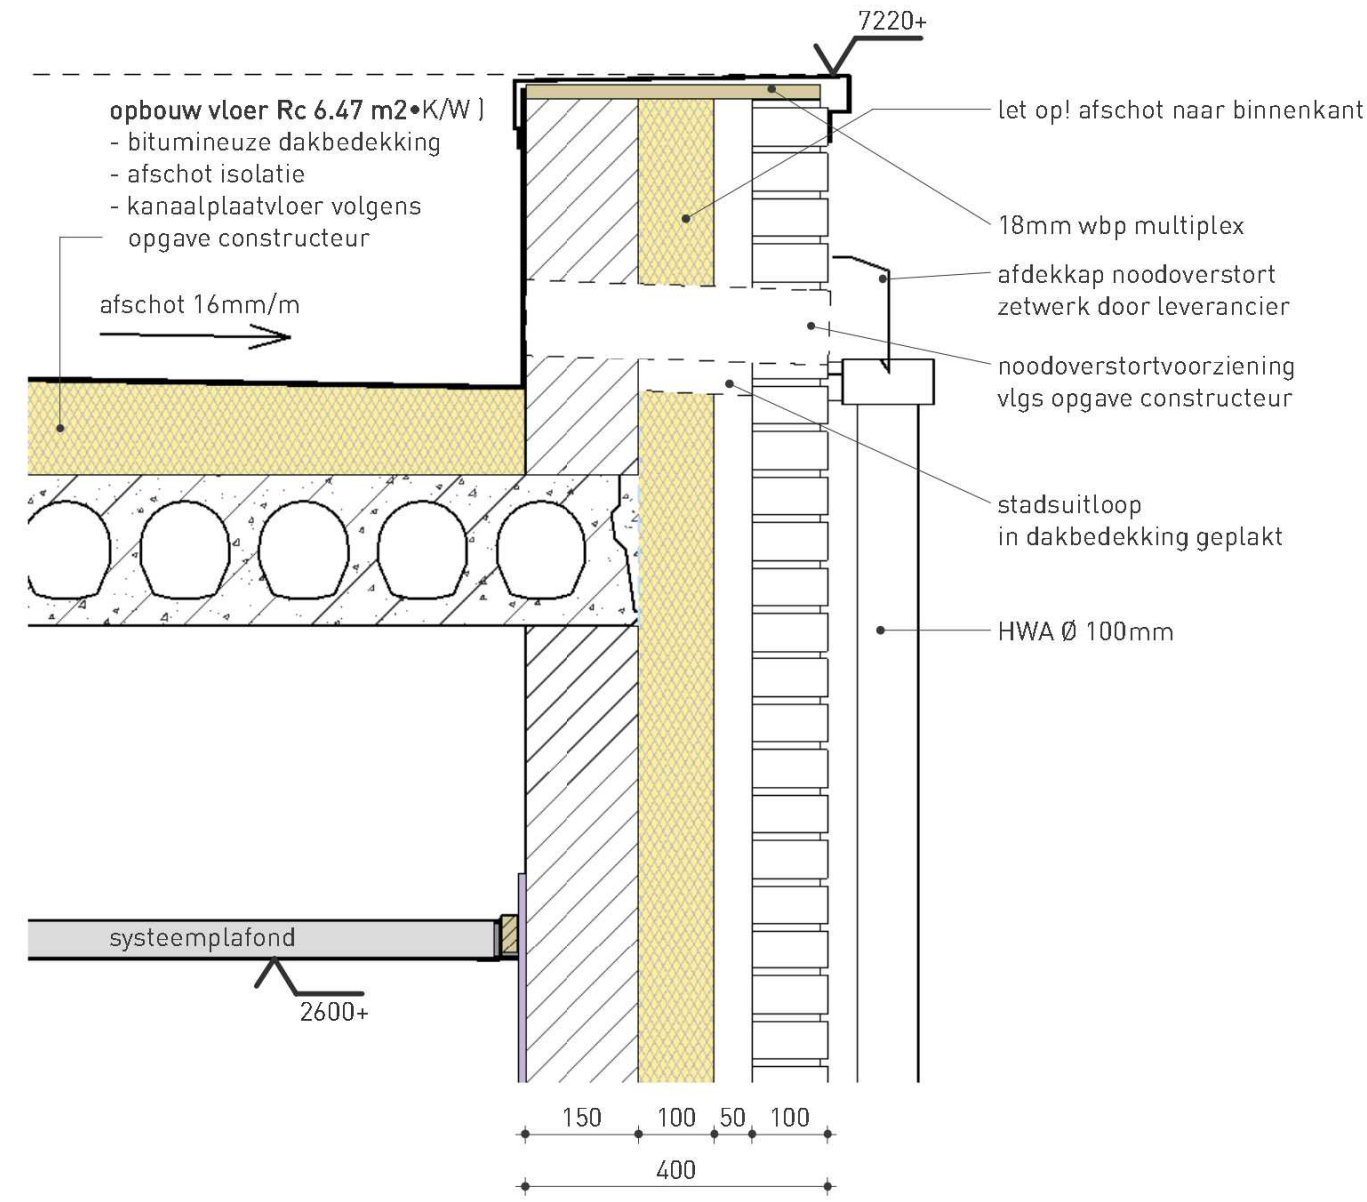 7220+
opbouw vloer Rc 6.47 m2•K/W )
- bitumineuze dakbedekking
- afschot isolatie
- kanaalplaatvloer volgens
opgave constructeur
afschot 16mm/m
let op! afschot naar binnenkant
18mm wbp multiplex
afdekkap noodoverstort
zetwerk door leverancier
noodoverstortvoorziening
vlgs opgave constructeur
stadsuitloop
in dakbedekking geplakt
HWA Ø 100mm
systeemplafond
2600+
150 100 50 100
400